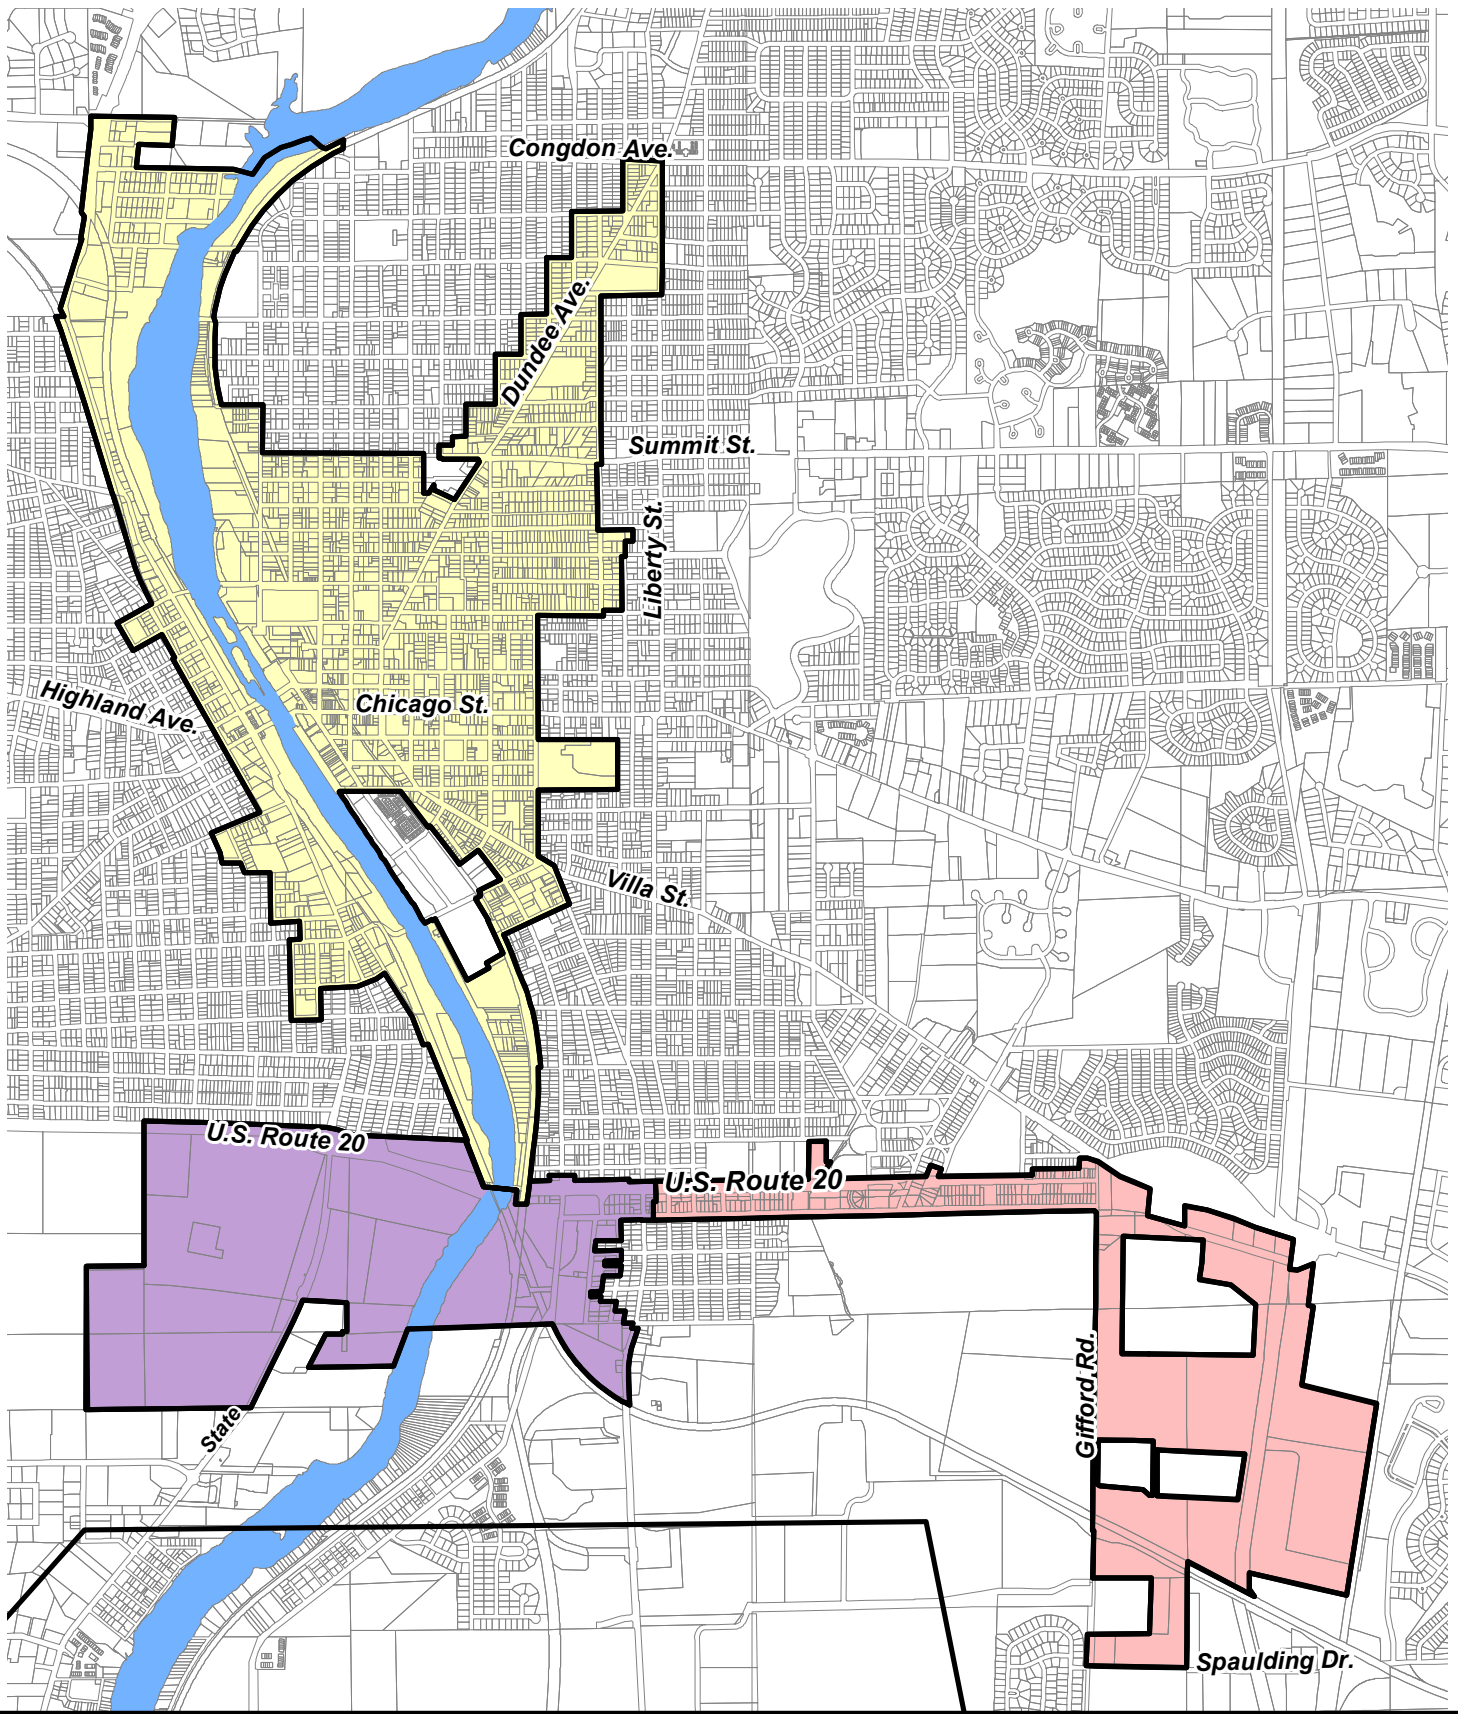 Congdon Ave.
Dundee Ave.
Summit St.
Liberty St.
Highland Ave.
Chicago St.
Villa St.
U.S. Route 20
U.S. Route 20
Gifford Rd.
State
Spaulding Dr.